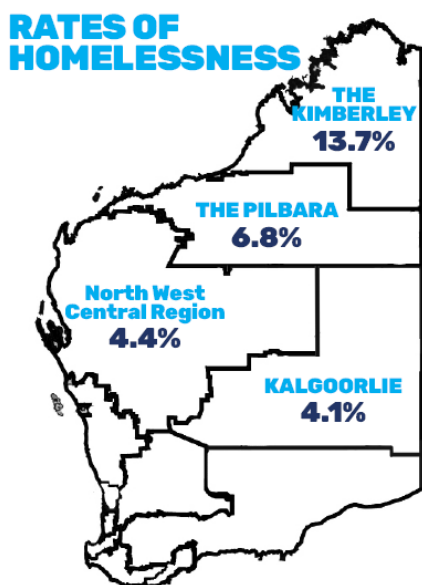 RATES OF
HOMELESSNESS
THE
KIMBERLEY
13.7%
THE PILBARA
6.8%
North West
Central Region
4.4%
KALGOORLIE
4.1%